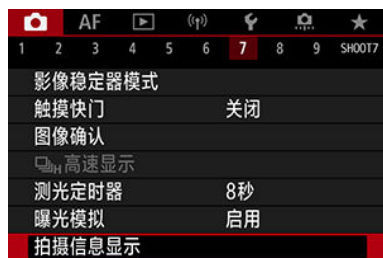 AF
1 2 3 4 5 6 7 8 9 SHOOT7
影像稳定器模式
触摸快门 关闭
图像确认
H高速显示
测光定时器 8秒
曝光模拟 启用
拍摄信息显示